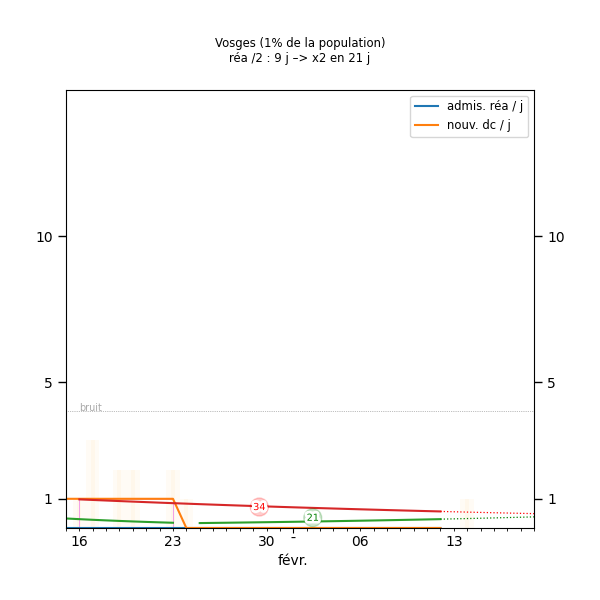 Vosges (1% de la population)
réa /2 : 9 j –> x2 en 21 j
admis. réa / j
nouv. dc / j
10
10
5
5
bruit
1
1
34
21
16
23
30
-
06
13
févr.